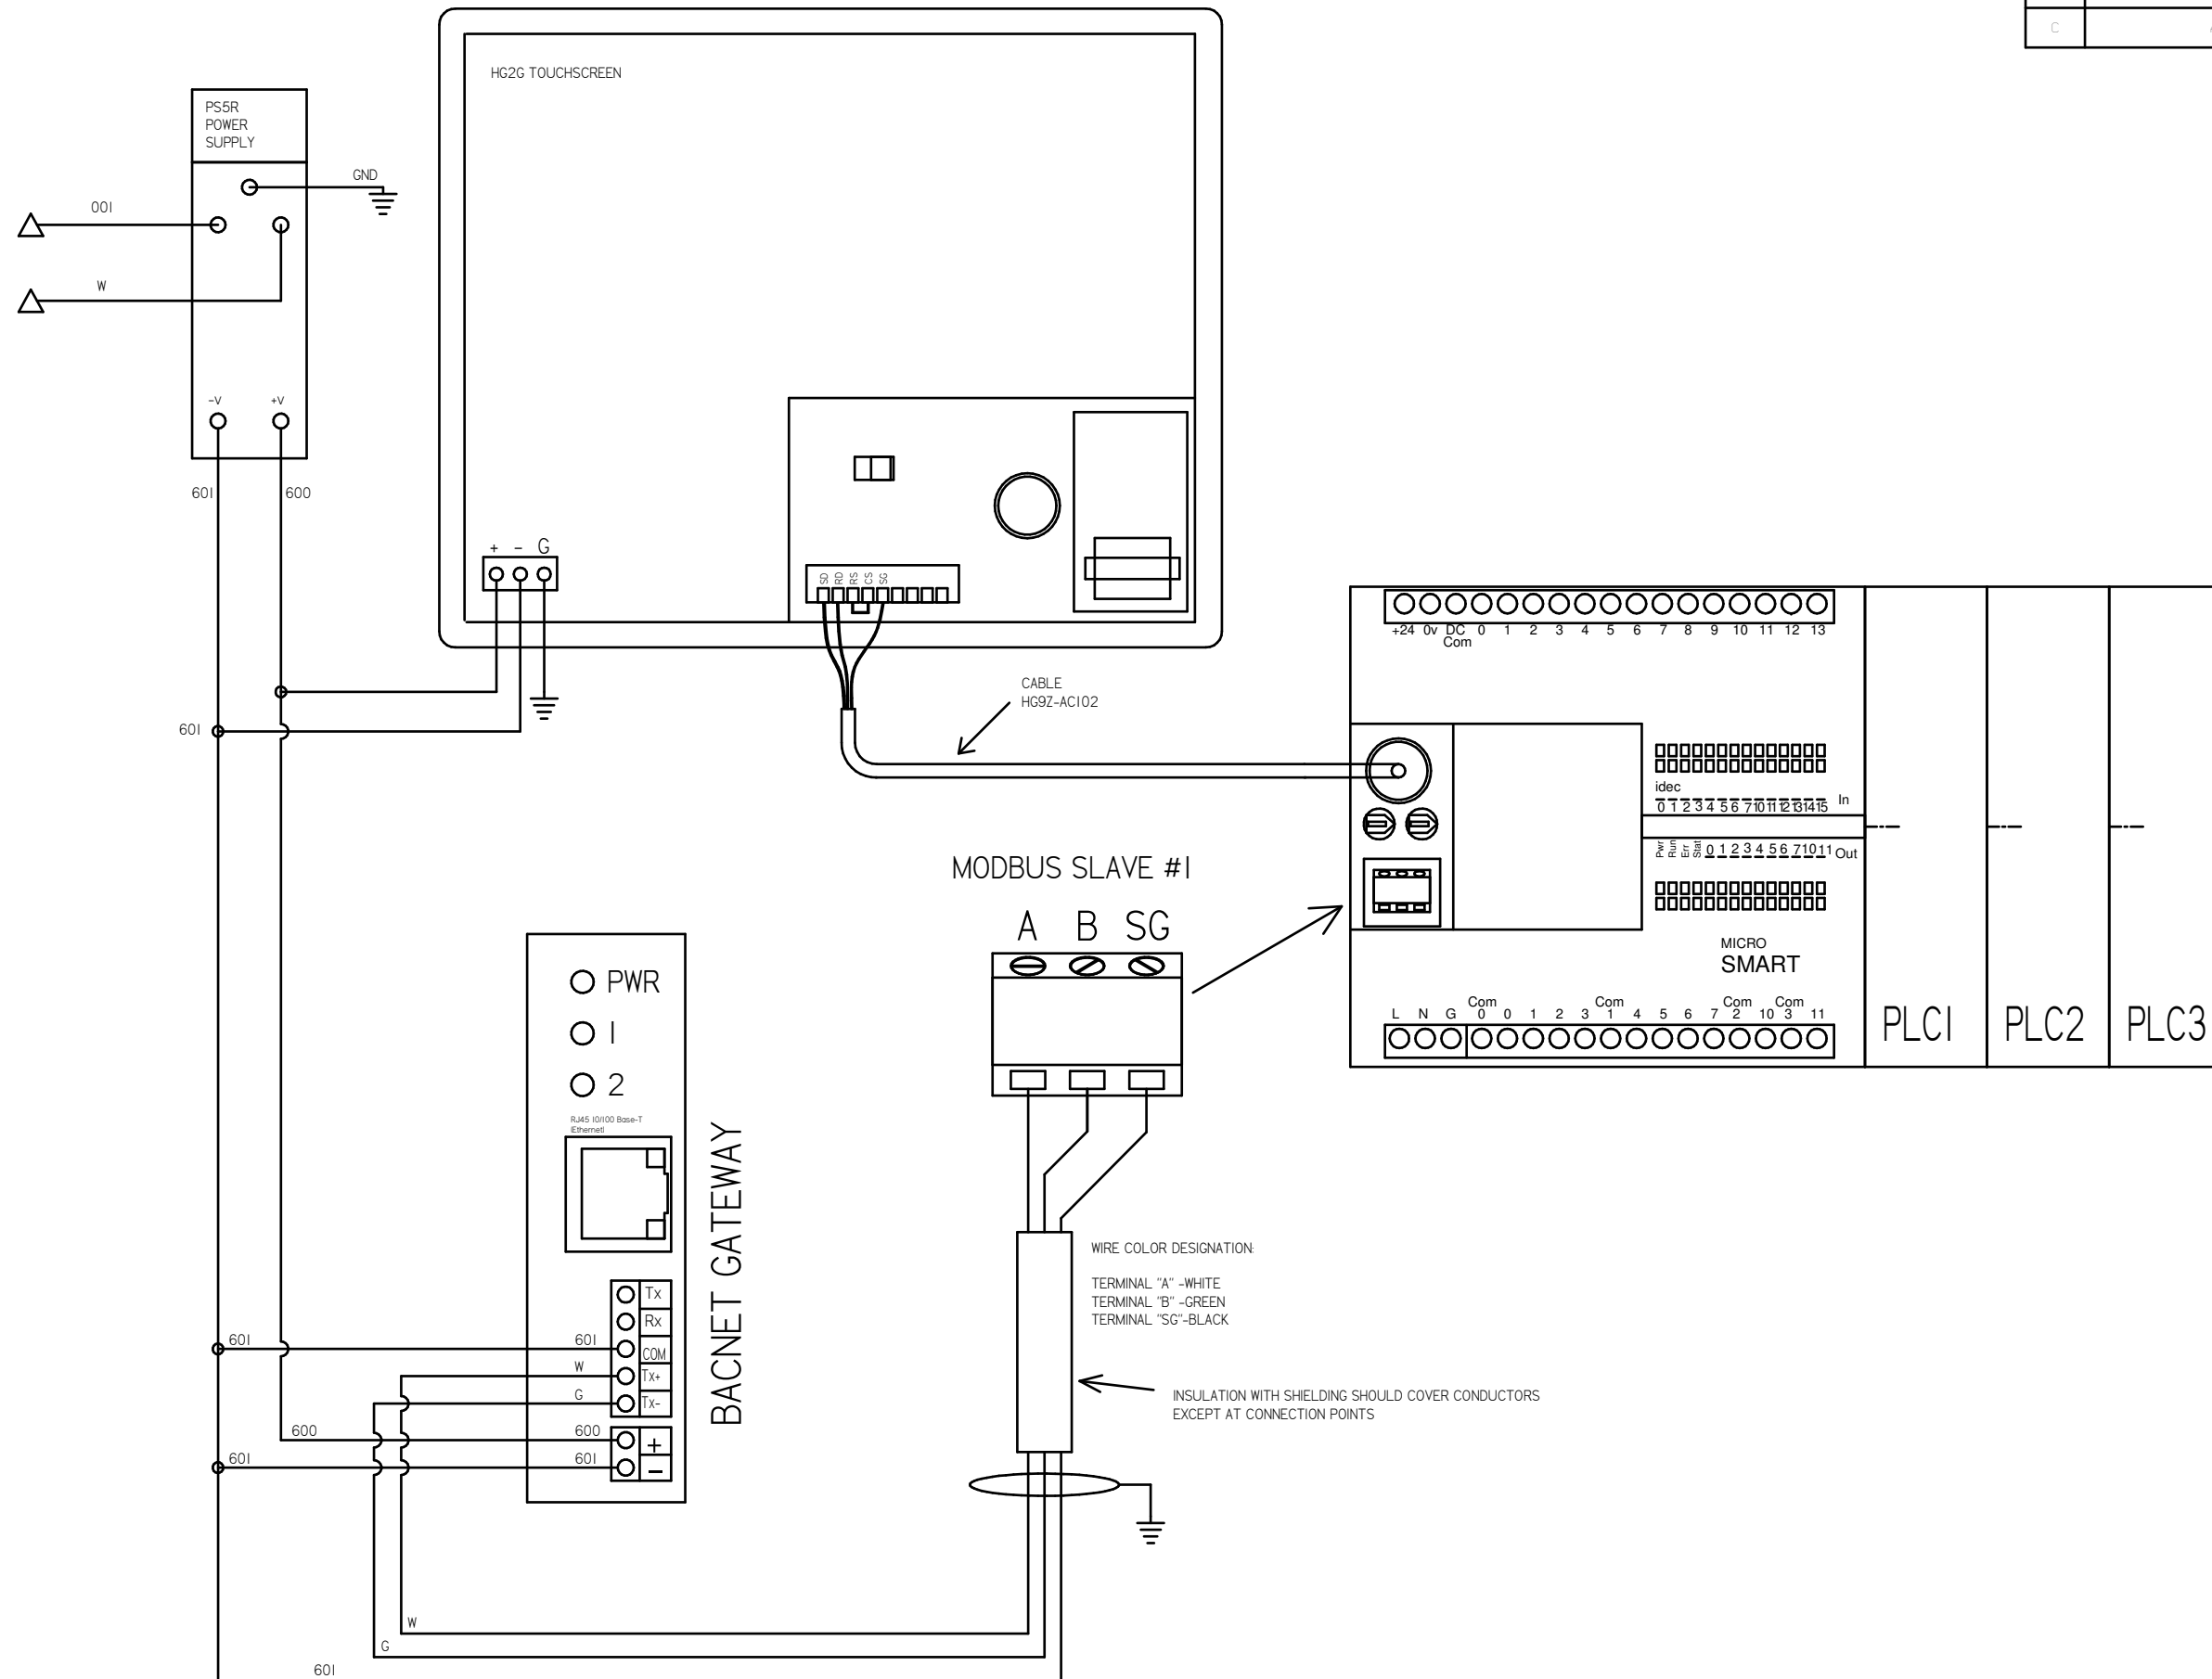 C
HG2G TOUCHSCREEN
PS5R
POWER
SUPPLY
GND
001
W
-V +V
601 600
+ - G
SD RD RS CS SG
601
CABLE
HG9Z-AC102
+24 0v DC 0 1 2 3 4 5 6 7 8 9 10 11 12 13
Com
idec
0 1 2 3 4 5 6 7 10 11 12 13 14 15 In
Pwr Run Err Stat 0 1 2 3 4 5 6 7 10 11 Out
MICRO
SMART
Com Com Com Com
L N G 0 0 1 2 3 1 4 5 6 7 2 10 3 11
PLC1 PLC2 PLC3
MODBUS SLAVE #1
A B SG
PWR
1
2
RJ45 10/100 Base-T
(Ethernet)
BACNET GATEWAY
Tx
Rx
601 601 COM
W Tx+
G Tx-
600 600 +
601 601 -
WIRE COLOR DESIGNATION:
TERMINAL "A" -WHITE
TERMINAL "B" -GREEN
TERMINAL "SG"-BLACK
INSULATION WITH SHIELDING SHOULD COVER CONDUCTORS
EXCEPT AT CONNECTION POINTS
W
G
601